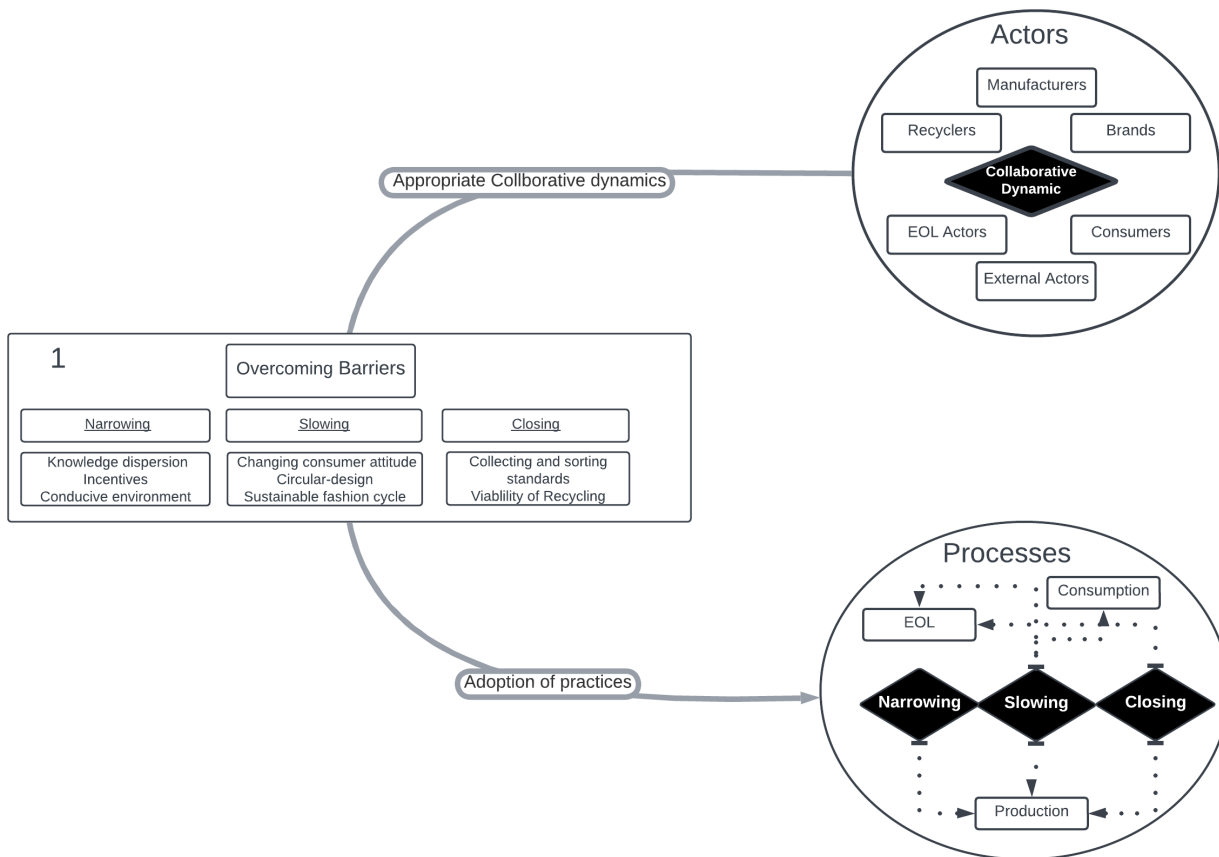 Actors
Manufacturers
Recyclers
Brands
Collaborative
Dynamic
EOL Actors
Consumers
External Actors
Appropriate Collborative dynamics
1
Overcoming Barriers
Narrowing
Slowing
Closing
Knowledge dispersion
Incentives
Conducive environment
Changing consumer attitude
Circular-design
Sustainable fashion cycle
Collecting and sorting
standards
Viablility of Recycling
Adoption of practices
Processes
Consumption
EOL
Narrowing
Slowing
Closing
Production